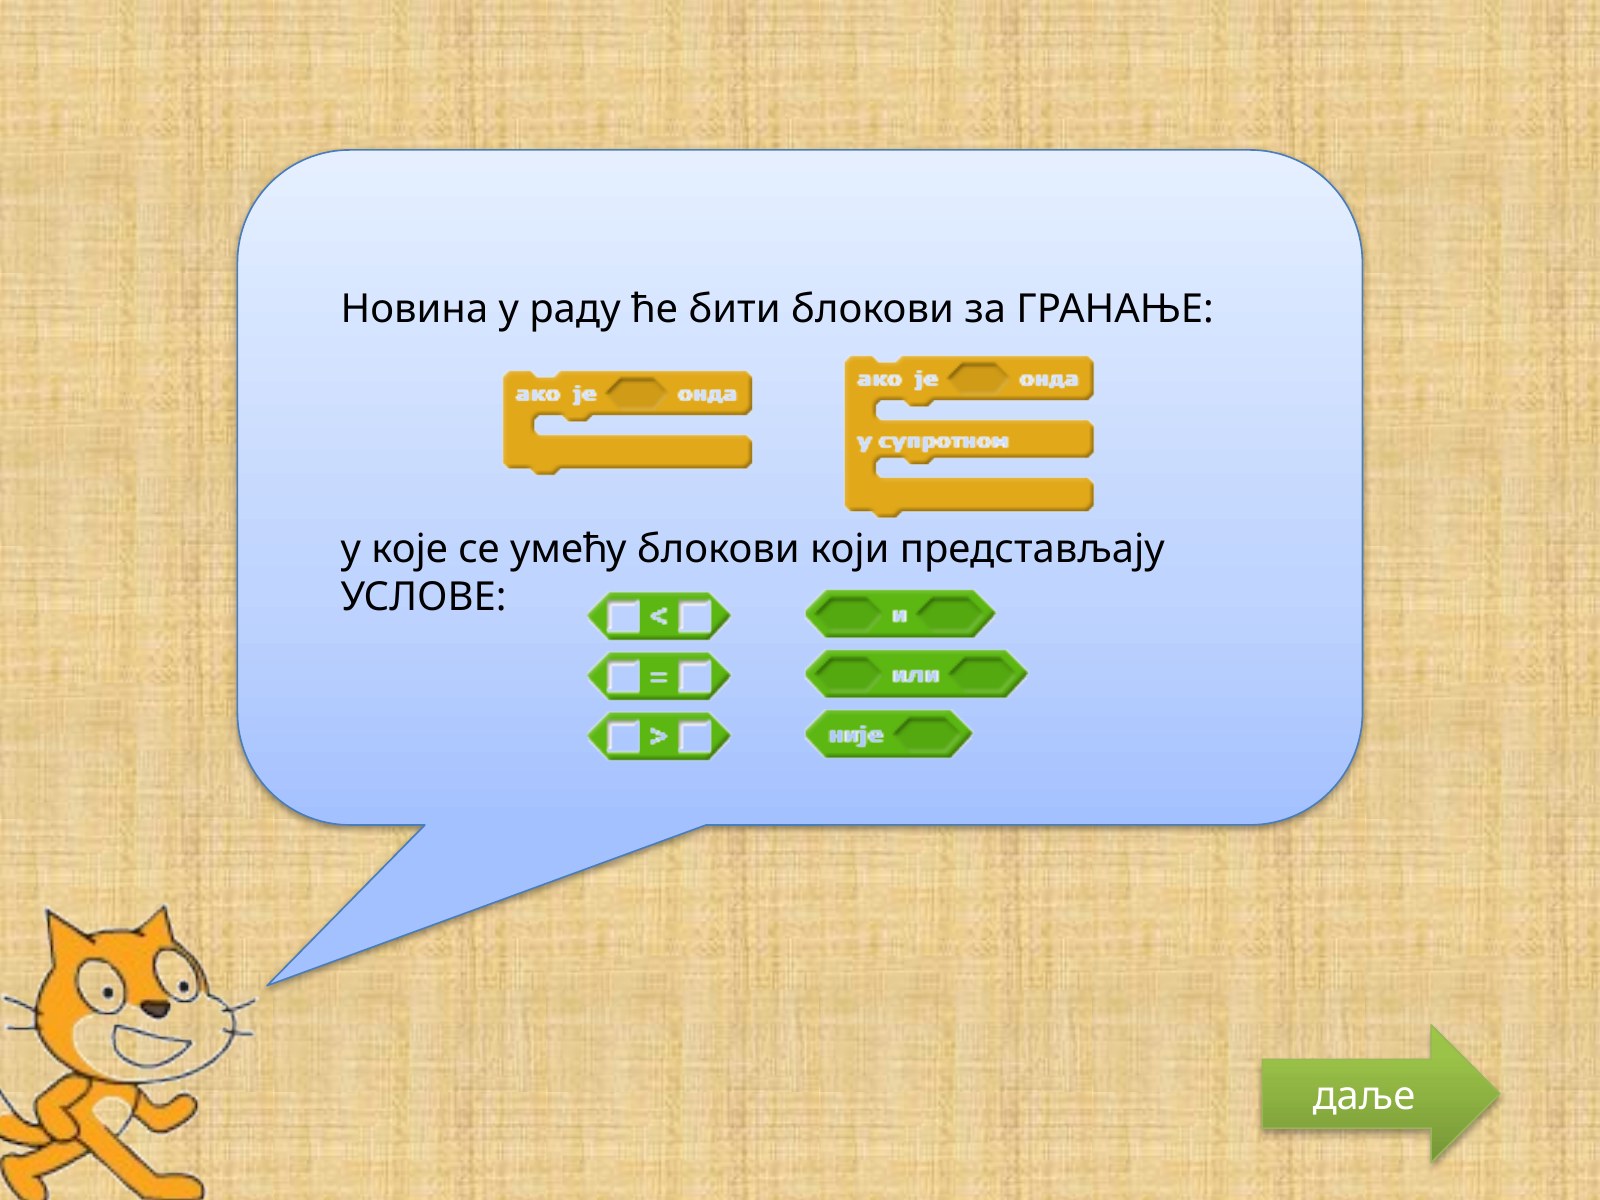 Новина у раду ће бити блокови за ГРАНАЊЕ:
ако је онда
ако је онда
у супротном
у које се умећу блокови који представљају
УСЛОВЕ:
<
и
=
или
>
није
даље